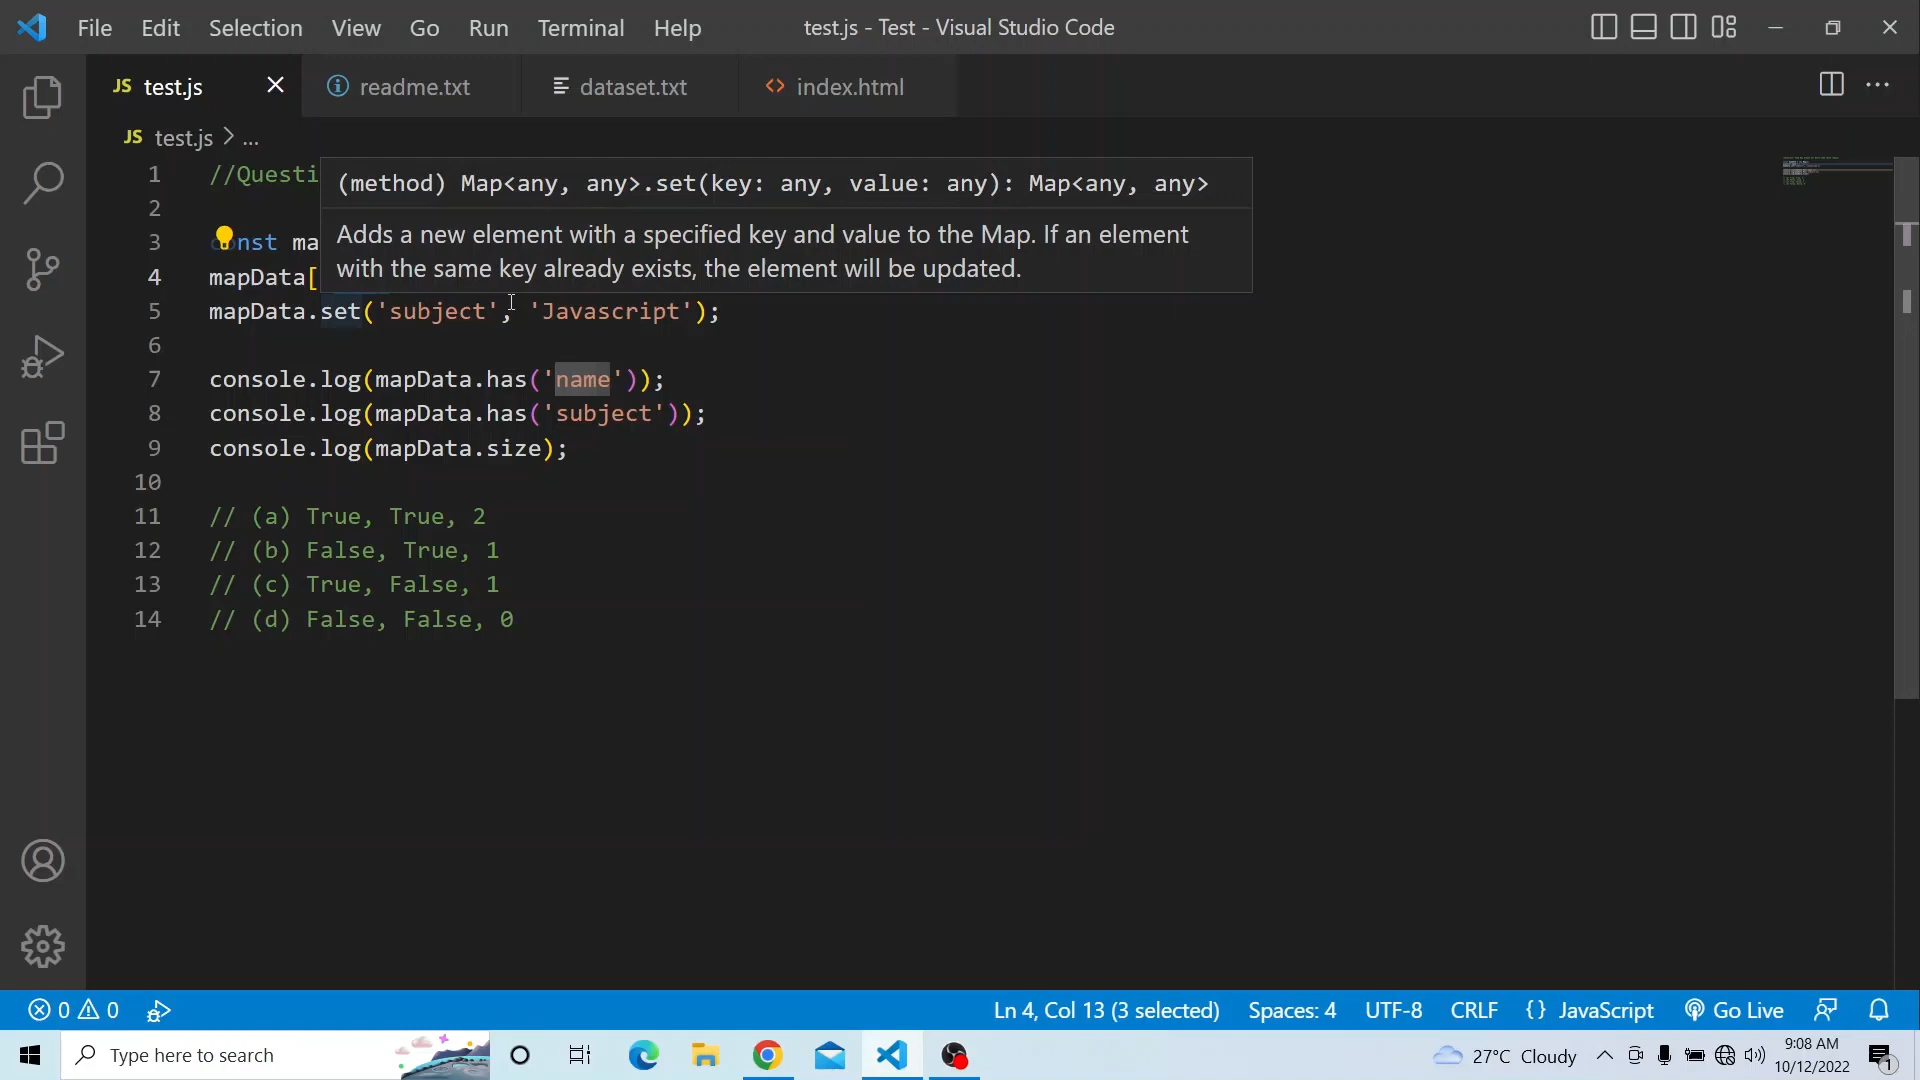 File Edit Selection View Go Run Terminal Help test.js - Test - Visual Studio Code
JS test.js readme.txt dataset.txt index.html
JS test.js > ...
1 //Questi
2
3 const ma
4 mapData[
(method) Map<any, any>.set(key: any, value: any): Map<any, any>
Adds a new element with a specified key and value to the Map. If an element
with the same key already exists, the element will be updated.
5 mapData.set('subject', 'Javascript');
6
7 console.log(mapData.has('name'));
8 console.log(mapData.has('subject'));
9 console.log(mapData.size);
10
11 // (a) True, True, 2
12 // (b) False, True, 1
13 // (c) True, False, 1
14 // (d) False, False, 0
0 0 Ln 4, Col 13 (3 selected) Spaces: 4 UTF-8 CRLF {} JavaScript Go Live
Type here to search 27°C Cloudy 9:08 AM
10/12/2022 1